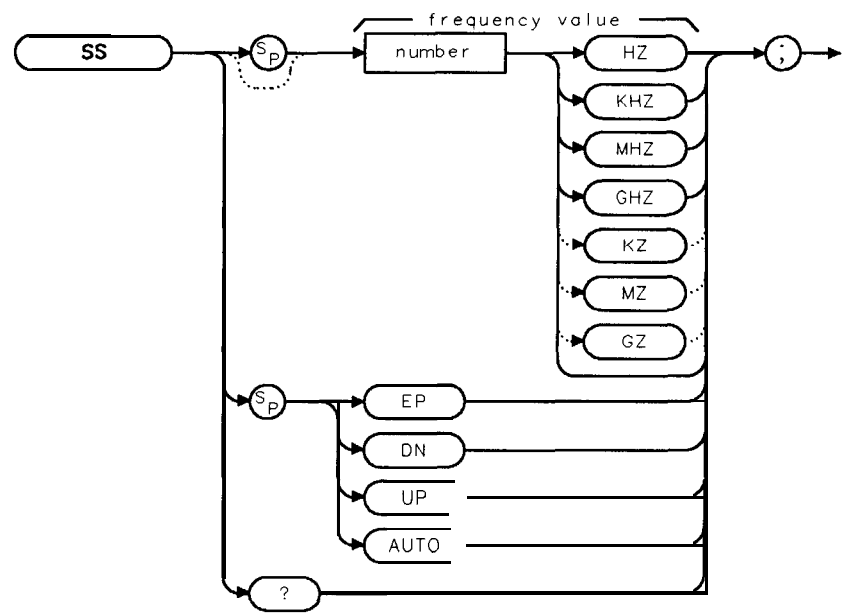 frequency value
SS
SP
number
HZ
;
KHZ
MHZ
GHZ
KZ
MZ
GZ
SP
EP
DN
UP
AUTO
?